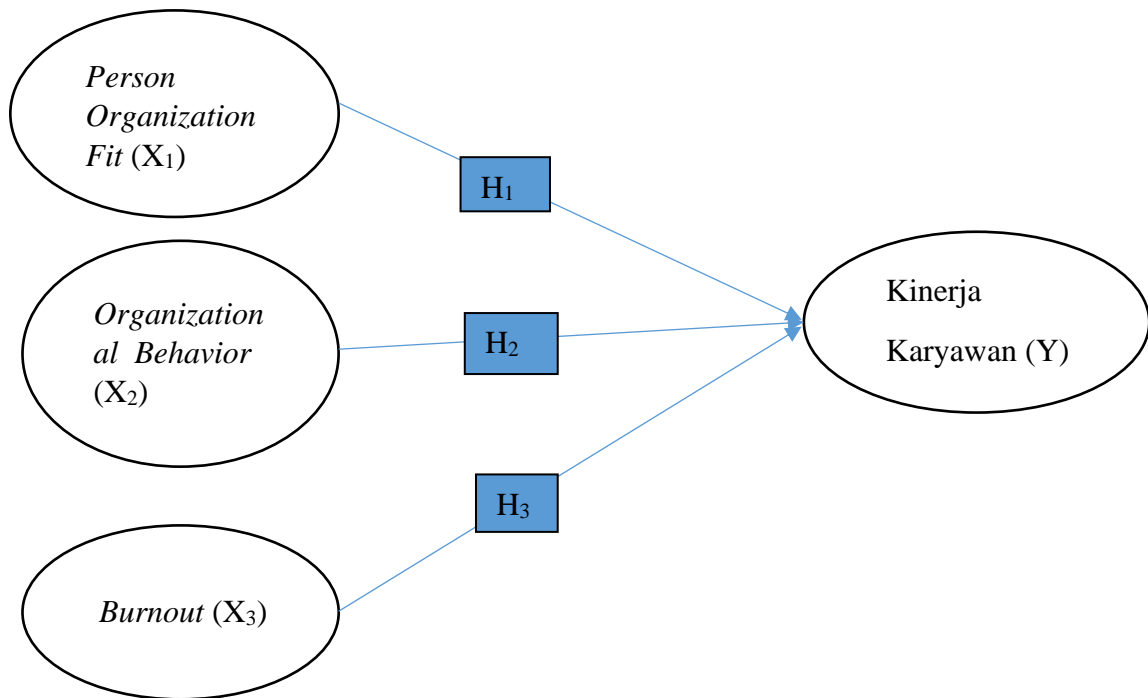 Person
Organization
Fit (X₁)
H₁
Organization
al Behavior
(X₂)
H₂
Kinerja
Karyawan (Y)
H₃
Burnout (X₃)